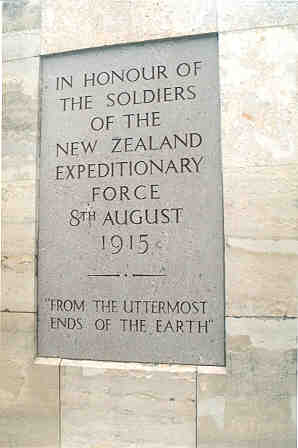 IN HONOUR OF
THE SOLDIERS
OF THE
NEW ZEALAND
EXPEDITIONARY
FORCE
8TH AUGUST
1915
"FROM THE UTTERMOST
ENDS OF THE EARTH"